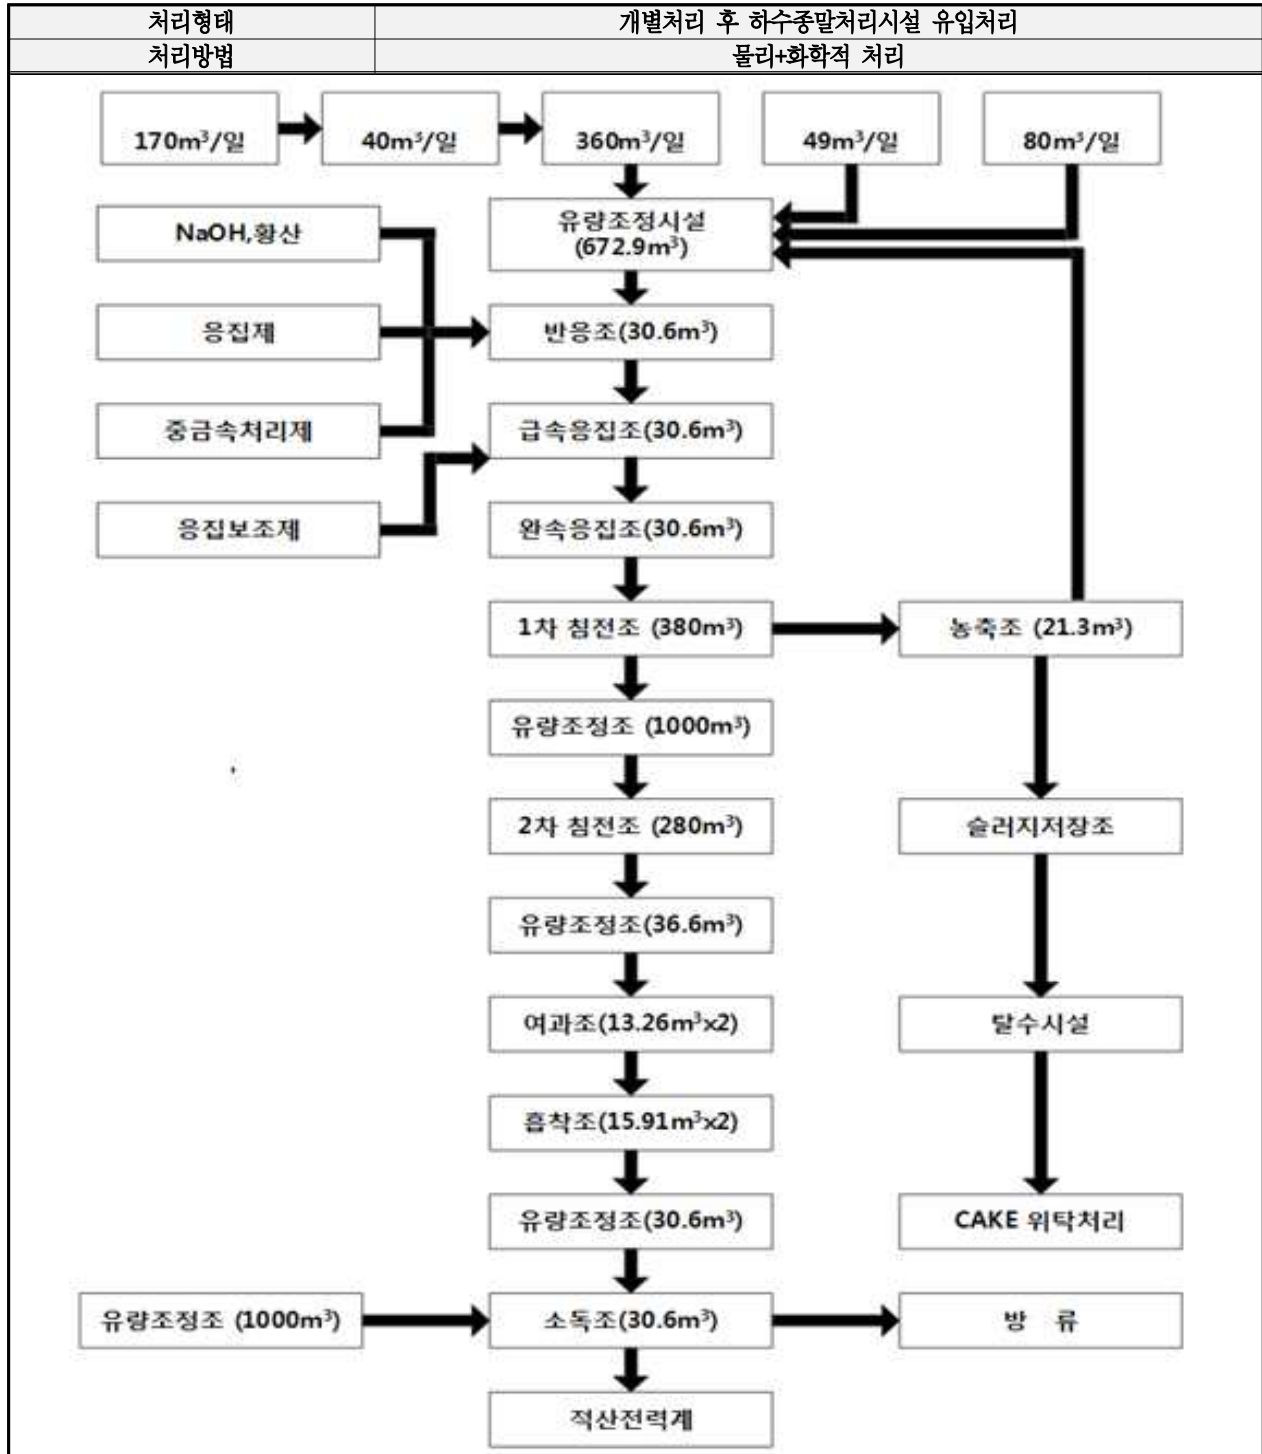 처리형태 개별처리 후 하수종말처리시설 유입처리
처리방법 물리+화학적 처리
170m³/일 40m³/일 360m³/일 49m³/일 80m³/일
유량조정시설
(672.9m³)
NaOH,황산
응집제
반응조(30.6m³)
중금속처리제
급속응집조(30.6m³)
응집보조제
완속응집조(30.6m³)
1차 침전조 (380m³)
농축조 (21.3m³)
유량조정조 (1000m³)
2차 침전조 (280m³)
슬러지저장조
유량조정조(36.6m³)
여과조(13.26m³x2)
탈수시설
흡착조(15.91m³x2)
유량조정조(30.6m³)
CAKE 위탁처리
유량조정조 (1000m³)
소독조(30.6m³)
방 류
적산전력계